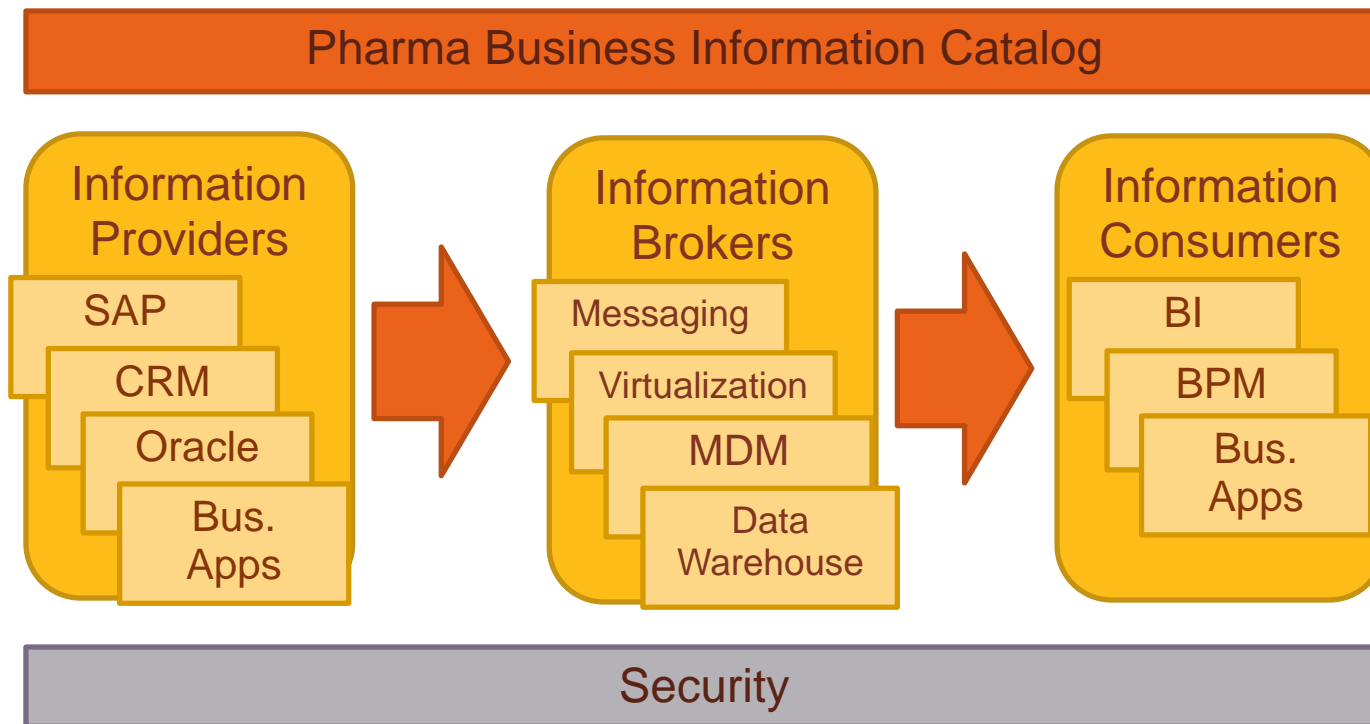 Pharma Business Information Catalog
Information
Providers
SAP
CRM
Oracle
Bus.
Apps
Information
Brokers
Messaging
Virtualization
MDM
Data
Warehouse
Information
Consumers
BI
BPM
Bus.
Apps
Security